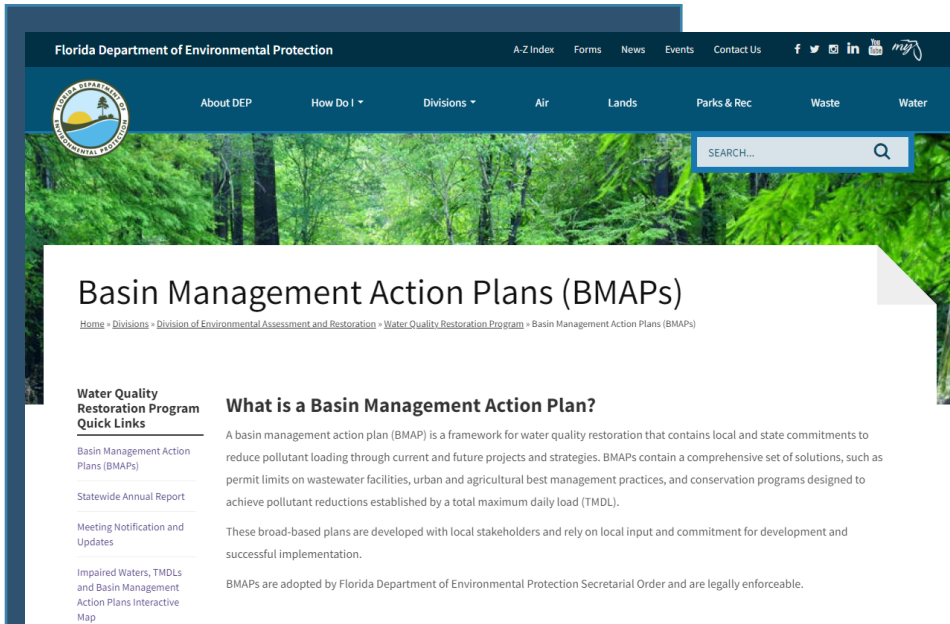 Florida Department of Environmental Protection
A-Z Index Forms News Events Contact Us
f in You Tube my
FLORIDA DEPARTMENT OF ENVIRONMENTAL PROTECTION
About DEP How Do I Divisions Air Lands Parks & Rec Waste Water
SEARCH...
Basin Management Action Plans (BMAPs)
Home » Divisions » Division of Environmental Assessment and Restoration » Water Quality Restoration Program » Basin Management Action Plans (BMAPs)
Water Quality
Restoration Program
Quick Links
Basin Management Action
Plans (BMAPs)
Statewide Annual Report
Meeting Notification and
Updates
Impaired Waters, TMDLs
and Basin Management
Action Plans Interactive
Map
What is a Basin Management Action Plan?
A basin management action plan (BMAP) is a framework for water quality restoration that contains local and state commitments to
reduce pollutant loading through current and future projects and strategies. BMAPs contain a comprehensive set of solutions, such as
permit limits on wastewater facilities, urban and agricultural best management practices, and conservation programs designed to
achieve pollutant reductions established by a total maximum daily load (TMDL).
These broad-based plans are developed with local stakeholders and rely on local input and commitment for development and
successful implementation.
BMAPs are adopted by Florida Department of Environmental Protection Secretarial Order and are legally enforceable.